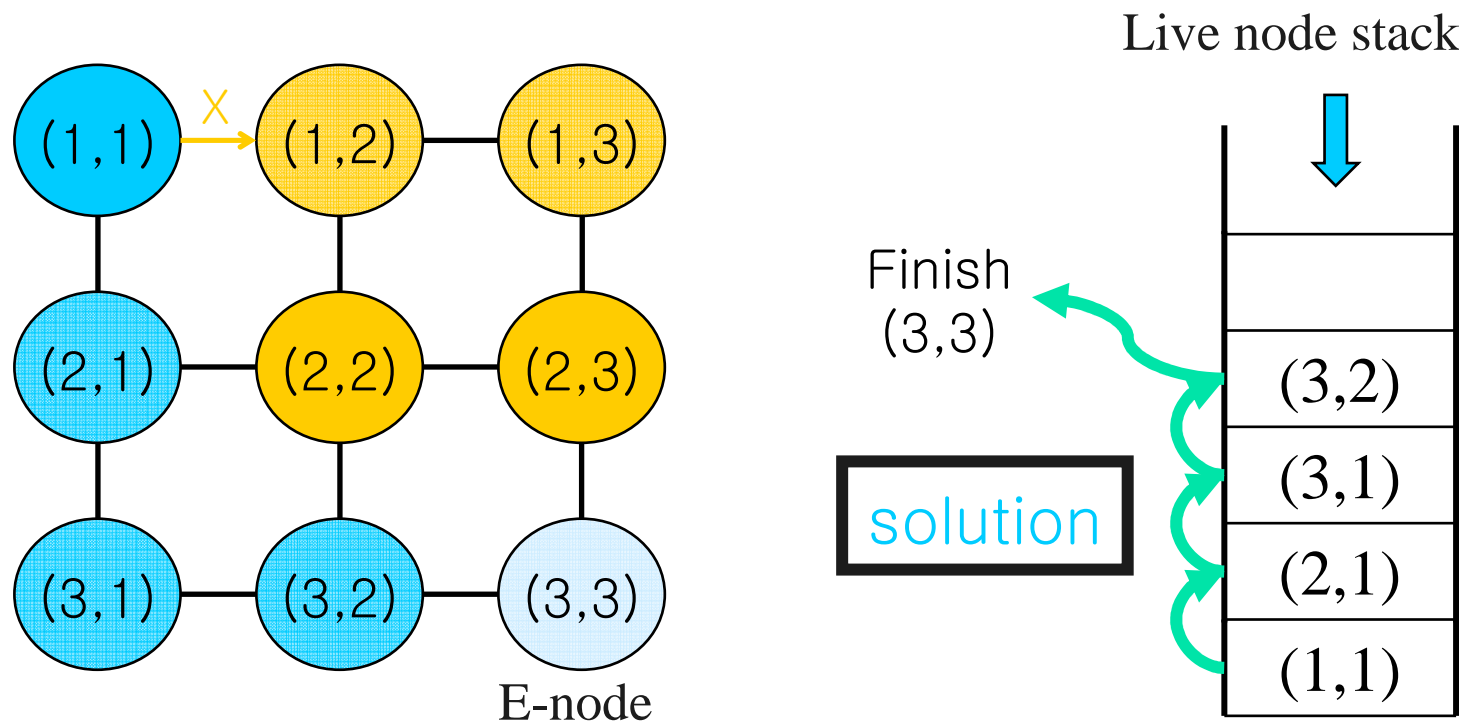 Live node stack
X
(1,1)
(1,2)
(1,3)
Finish
(3,3)
(2,1)
(2,2)
(2,3)
(3,2)
(3,1)
solution
(2,1)
(3,1)
(3,2)
(3,3)
(1,1)
E-node